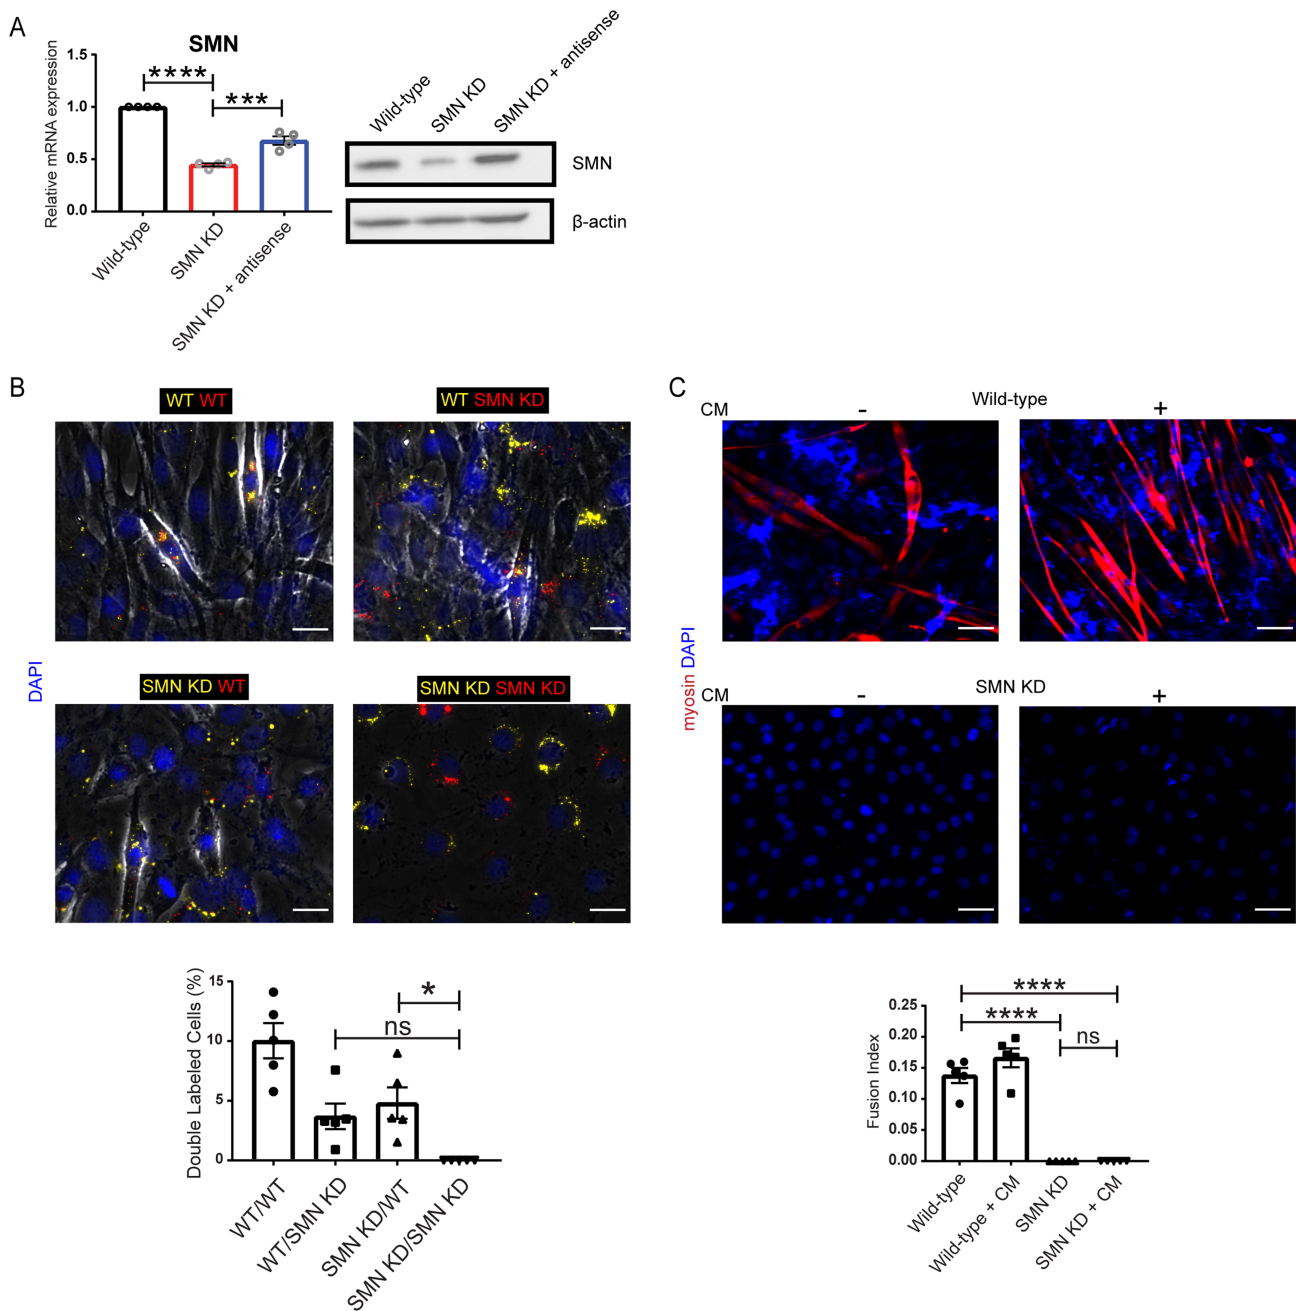 A
SMN
Relative mRNA expression
1.5
1.0
0.5
0.0
****
***
Wild-type
SMN KD
SMN KD + antisense
Wild-type
SMN KD
SMN KD + antisense
SMN
β-actin
B
WT WT
WT SMN KD
DAPI
SMN KD WT
SMN KD SMN KD
Double Labeled Cells (%)
15
10
5
0
*
ns
WT/WT
WT/SMN KD
SMN KD/WT
SMN KD/SMN KD
C
Wild-type
CM - +
myosin DAPI
SMN KD
CM - +
Fusion Index
0.25
0.20
0.15
0.10
0.05
0.00
****
****
ns
Wild-type
Wild-type + CM
SMN KD
SMN KD + CM